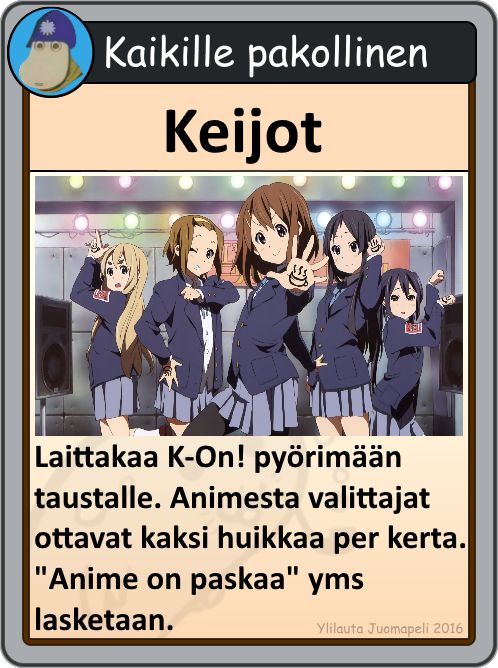 Kaikille pakollinen
Keijot
Laittakaa K-On! pyörimään
taustalle. Animesta valittajat
ottavat kaksi huikkaa per kerta.
"Anime on paskaa" yms
lasketaan.
Ylilauta Juomapeli 2016